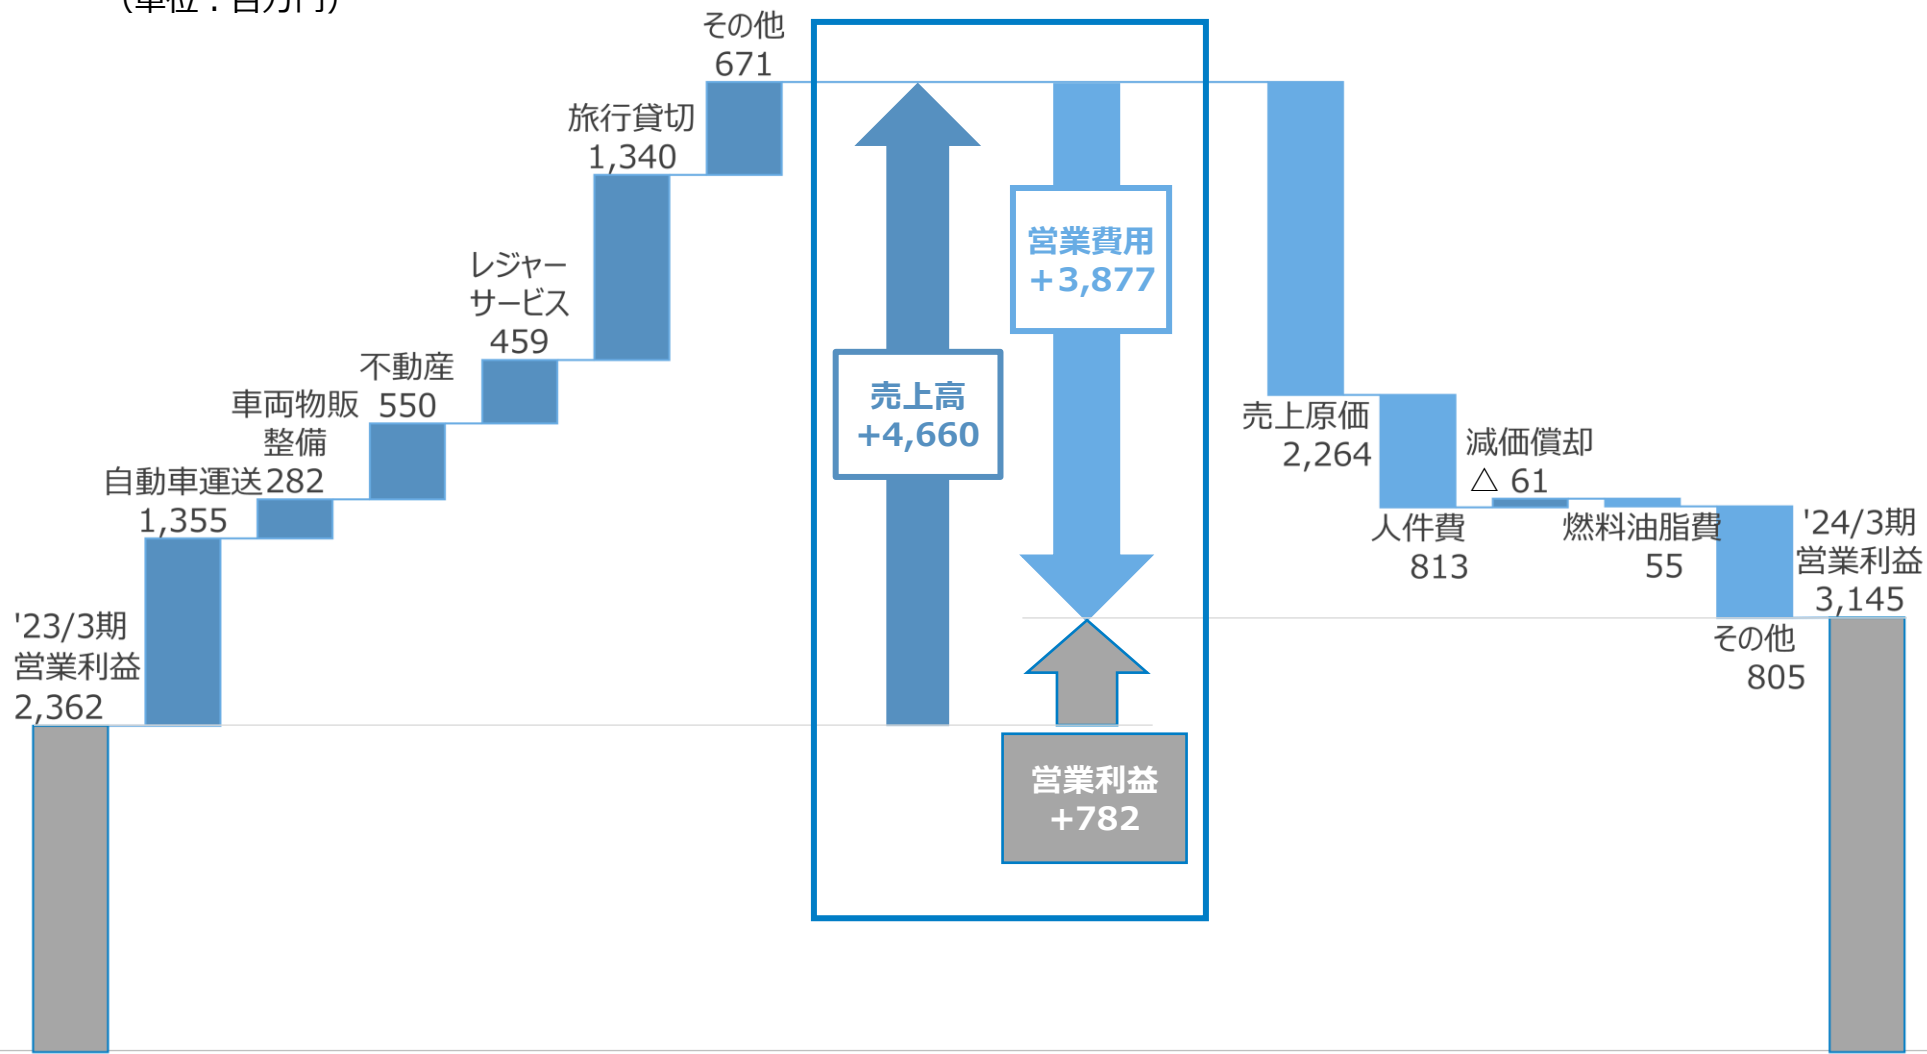 （単位：百万円）
'23/3期
営業利益
2,362
自動車運送
1,355
車両物販
整備
282
不動産
550
レジャー
サービス
459
旅行貸切
1,340
その他
671
売上高
+4,660
営業費用
+3,877
営業利益
+782
売上原価
2,264
人件費
813
減価償却
△ 61
燃料油脂費
55
その他
805
'24/3期
営業利益
3,145